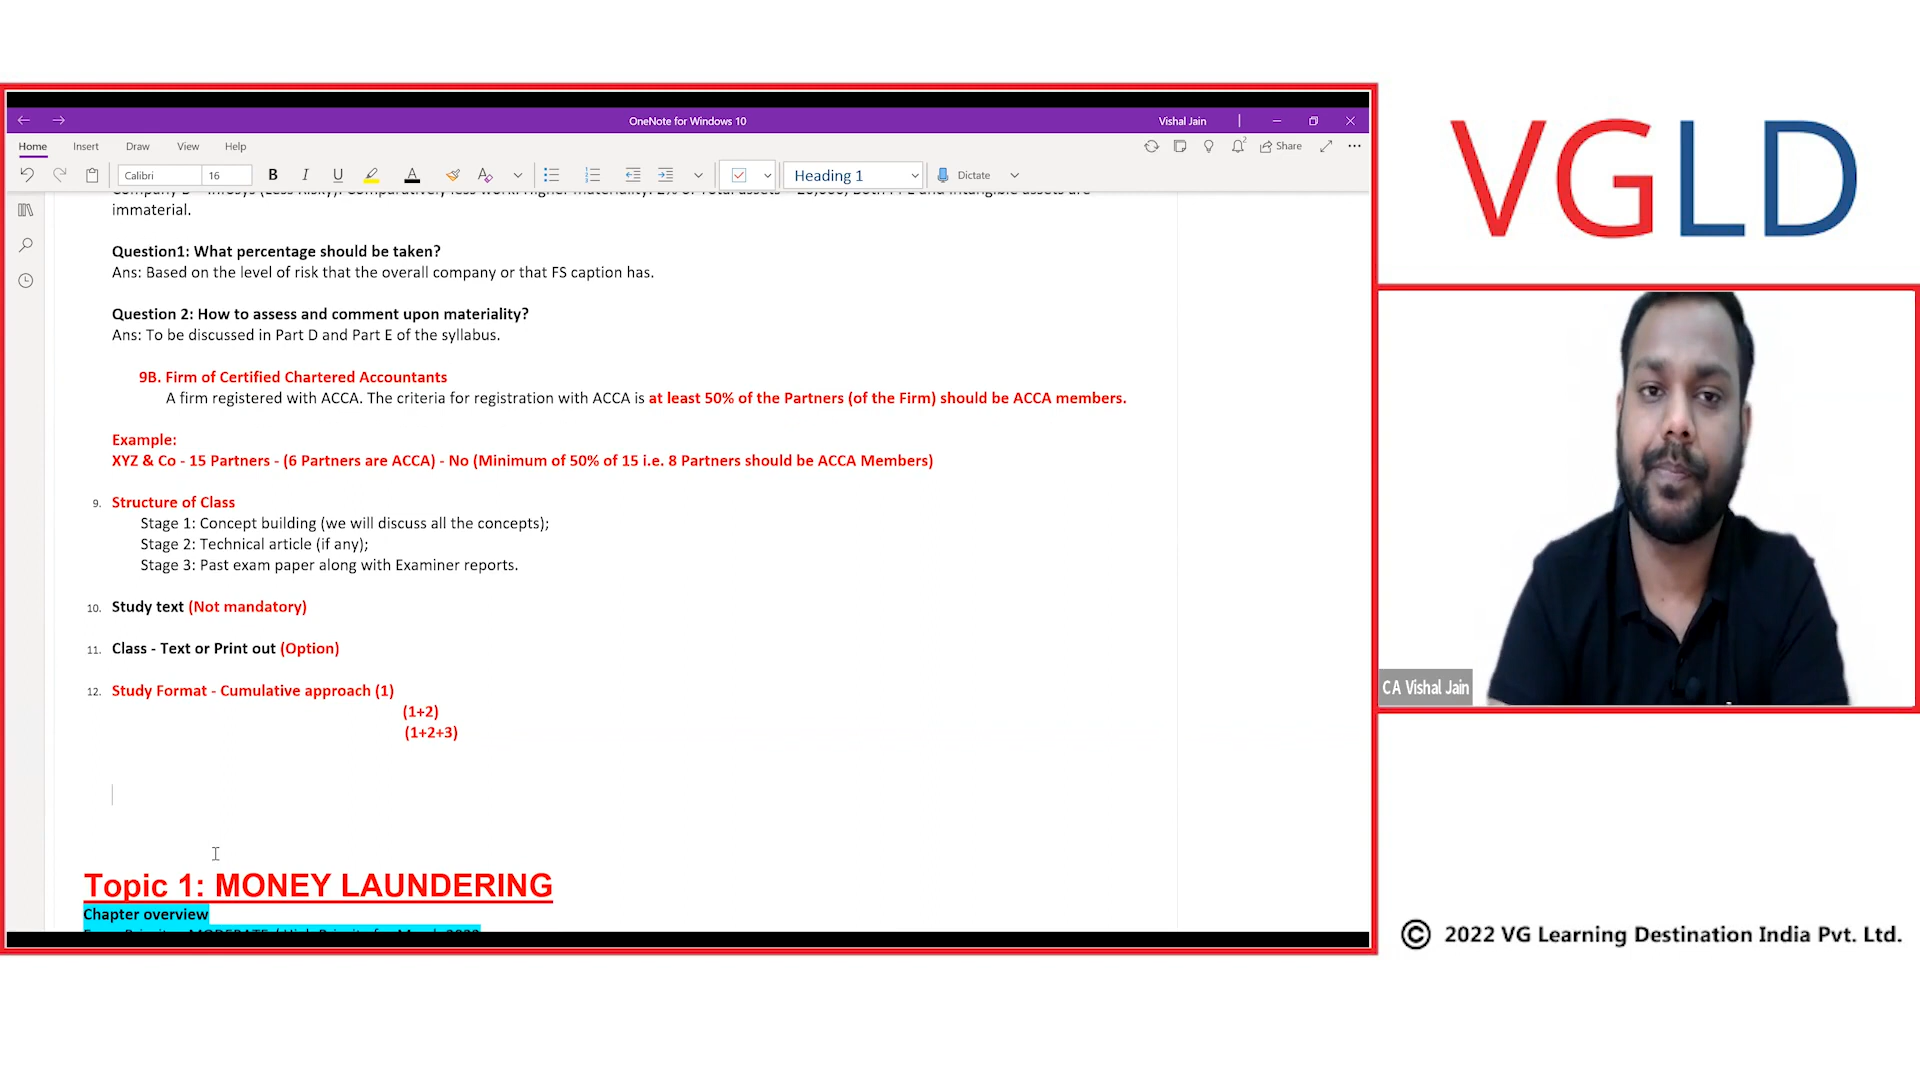 OneNote for Windows 10
Vishal Jain
Home Insert Draw View Help
Share
Calibri 16 B I U A Heading 1 Dictate
immaterial.
Question1: What percentage should be taken?
Ans: Based on the level of risk that the overall company or that FS caption has.
Question 2: How to assess and comment upon materiality?
Ans: To be discussed in Part D and Part E of the syllabus.
9B. Firm of Certified Chartered Accountants
A firm registered with ACCA. The criteria for registration with ACCA is at least 50% of the Partners (of the Firm) should be ACCA members.
Example:
XYZ & Co - 15 Partners - (6 Partners are ACCA) - No (Minimum of 50% of 15 i.e. 8 Partners should be ACCA Members)
9. Structure of Class
Stage 1: Concept building (we will discuss all the concepts);
Stage 2: Technical article (if any);
Stage 3: Past exam paper along with Examiner reports.
10. Study text (Not mandatory)
11. Class - Text or Print out (Option)
12. Study Format - Cumulative approach (1)
(1+2)
(1+2+3)
Topic 1: MONEY LAUNDERING
Chapter overview
VGLD
CA Vishal Jain
© 2022 VG Learning Destination India Pvt. Ltd.